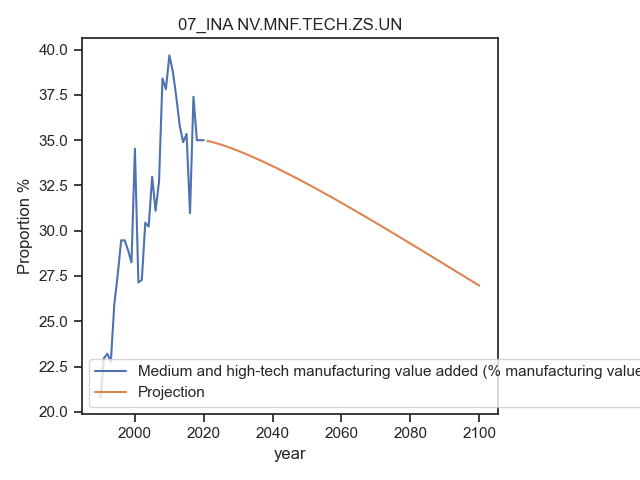 07_INA NV.MNF.TECH.ZS.UN
Proportion %
40.0
37.5
35.0
32.5
30.0
27.5
25.0
22.5
20.0
Medium and high-tech manufacturing value added (% manufacturing value
Projection
2000 2020 2040 2060 2080 2100
year